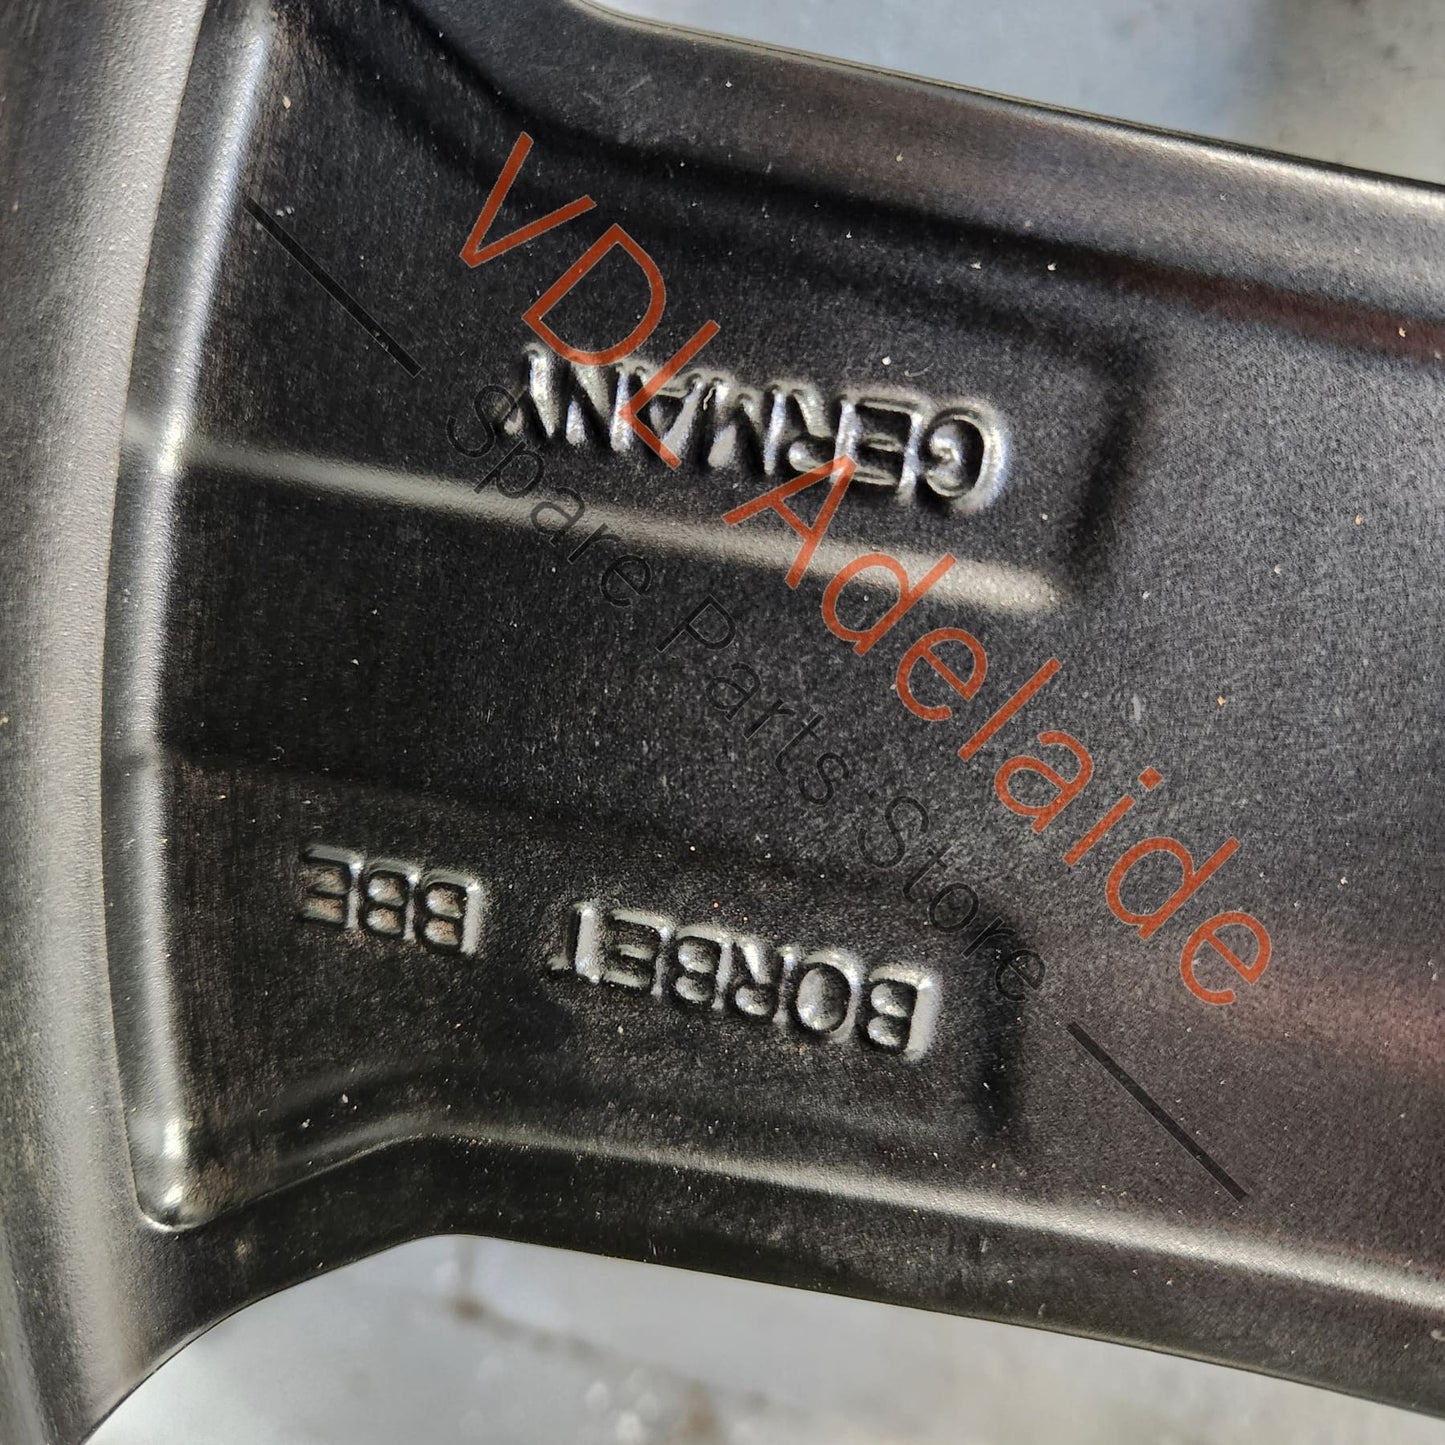 GERMANY
BORBET BBE
VDL Adelaide
Spare Parts Store